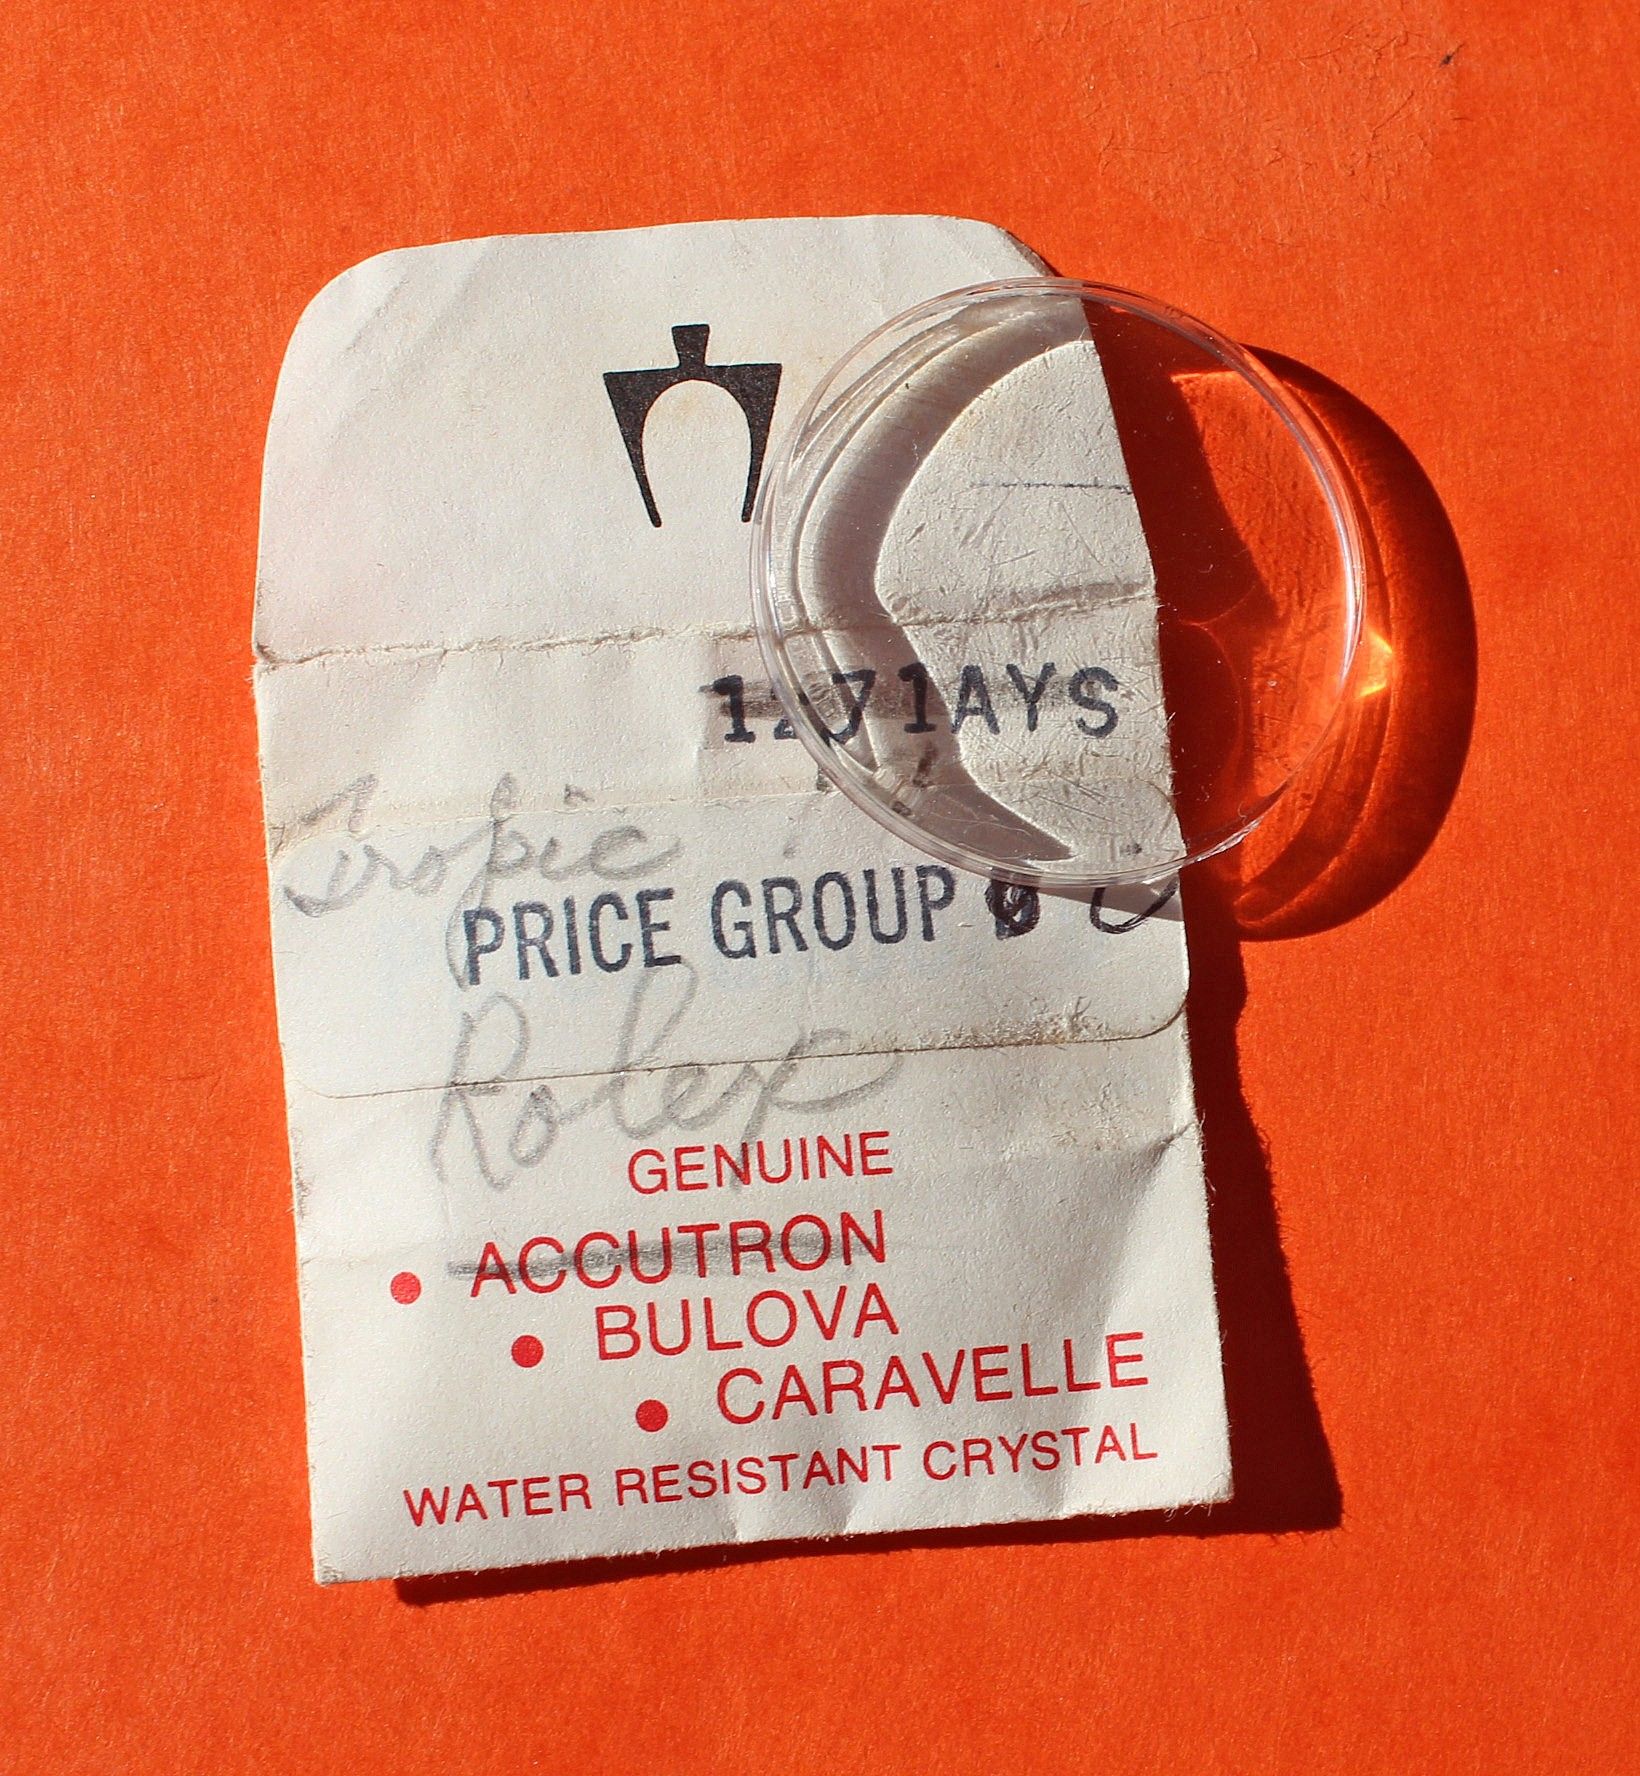 1271AYS
Tropic
PRICE GROUP
Rolex
GENUINE
• ACCUTRON
• BULOVA
• CARAVELLE
WATER RESISTANT CRYSTAL